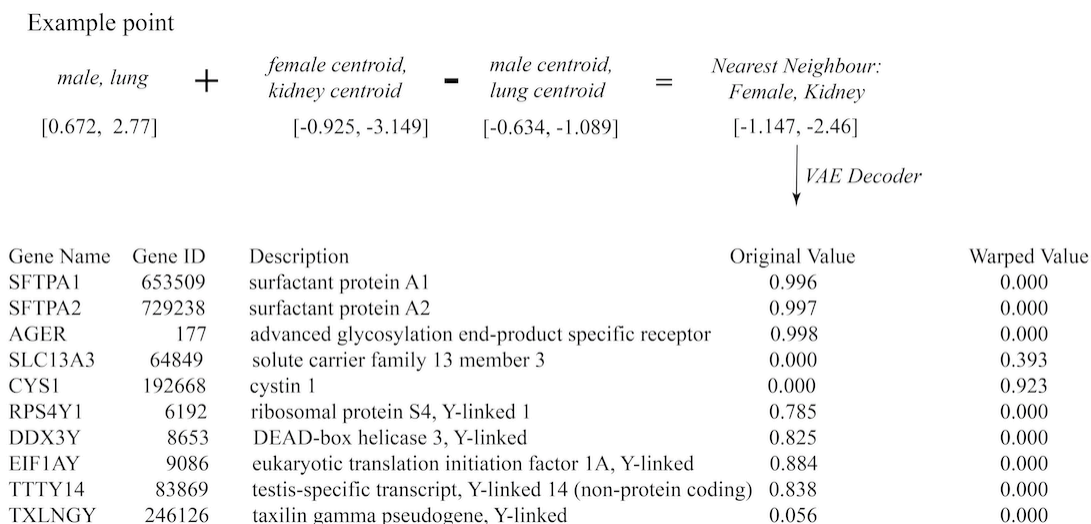 Example point
male, lung + female centroid, kidney centroid - male centroid, lung centroid = Nearest Neighbour: Female, Kidney
[0.672, 2.77] [-0.925, -3.149] [-0.634, -1.089] [-1.147, -2.46]
VAE Decoder
Gene Name Gene ID Description Original Value Warped Value
SFTPA1 653509 surfactant protein A1 0.996 0.000
SFTPA2 729238 surfactant protein A2 0.997 0.000
AGER 177 advanced glycosylation end-product specific receptor 0.998 0.000
SLC13A3 64849 solute carrier family 13 member 3 0.000 0.393
CYS1 192668 cystin 1 0.000 0.923
RPS4Y1 6192 ribosomal protein S4, Y-linked 1 0.785 0.000
DDX3Y 8653 DEAD-box helicase 3, Y-linked 0.825 0.000
EIF1AY 9086 eukaryotic translation initiation factor 1A, Y-linked 0.884 0.000
TTTY14 83869 testis-specific transcript, Y-linked 14 (non-protein coding) 0.838 0.000
TXLNGY 246126 taxilin gamma pseudogene, Y-linked 0.056 0.000